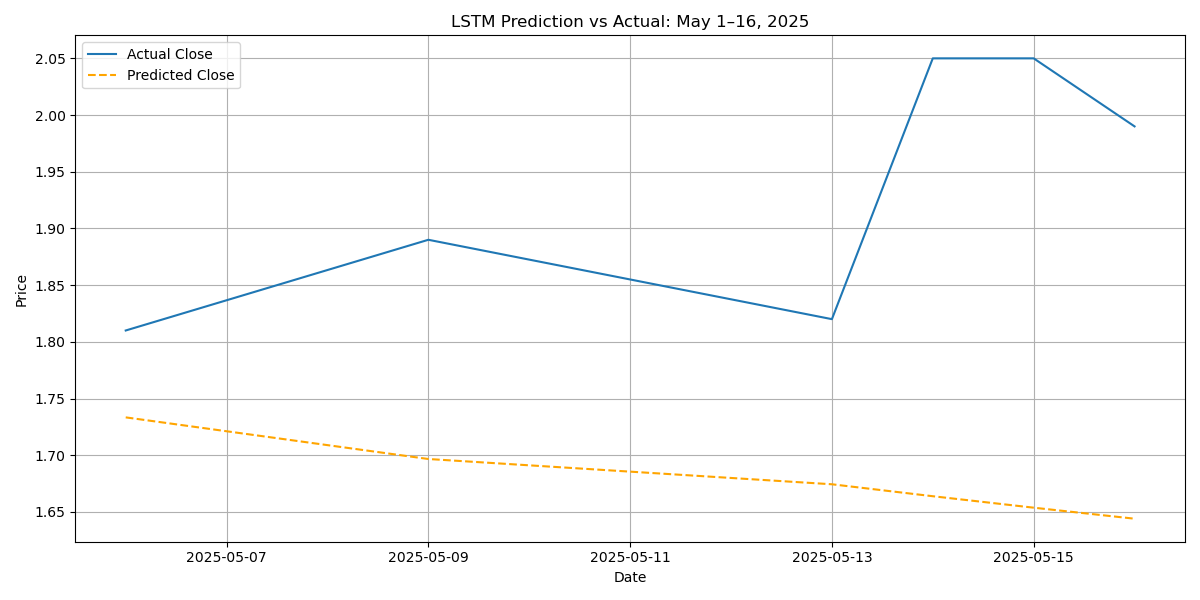 LSTM Prediction vs Actual: May 1–16, 2025
Actual Close
Predicted Close
Price
2.05
2.00
1.95
1.90
1.85
1.80
1.75
1.70
1.65
2025-05-07
2025-05-09
2025-05-11
2025-05-13
2025-05-15
Date